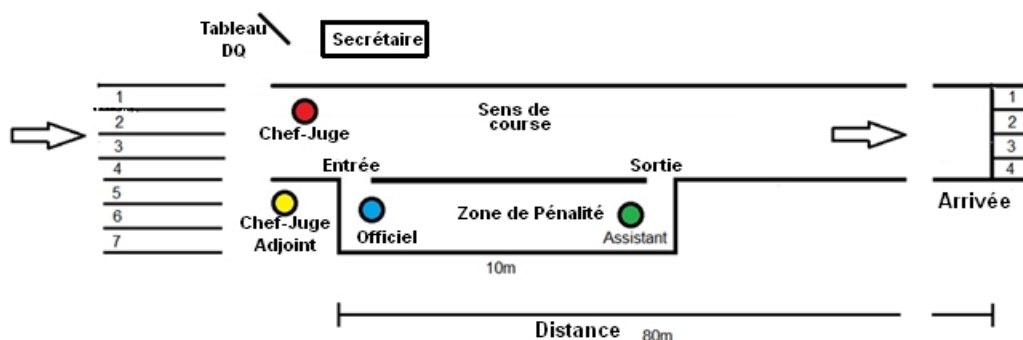 Tableau
DQ
Secrétaire
1
2
3
4
5
6
7
Chef-Juge
Sens de
course
1
2
3
4
Entrée
Sortie
Arrivée
Chef-Juge
Adjoint
Officiel
Zone de Pénalité
Assistant
10m
Distance 80m